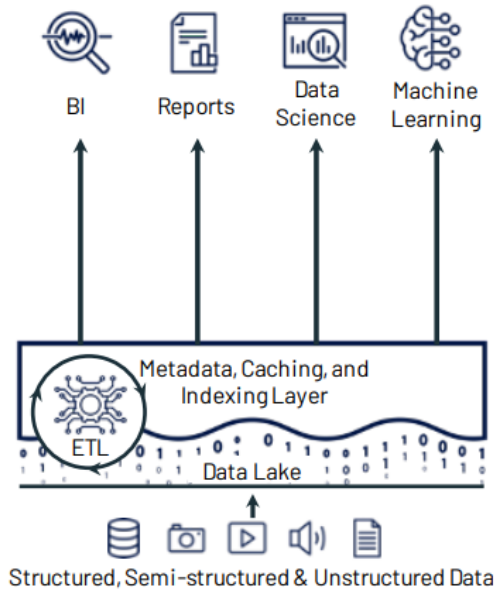 BI
Reports
Data
Science
Machine
Learning
Metadata, Caching, and
Indexing Layer
ETL
Data Lake
Structured, Semi-structured & Unstructured Data